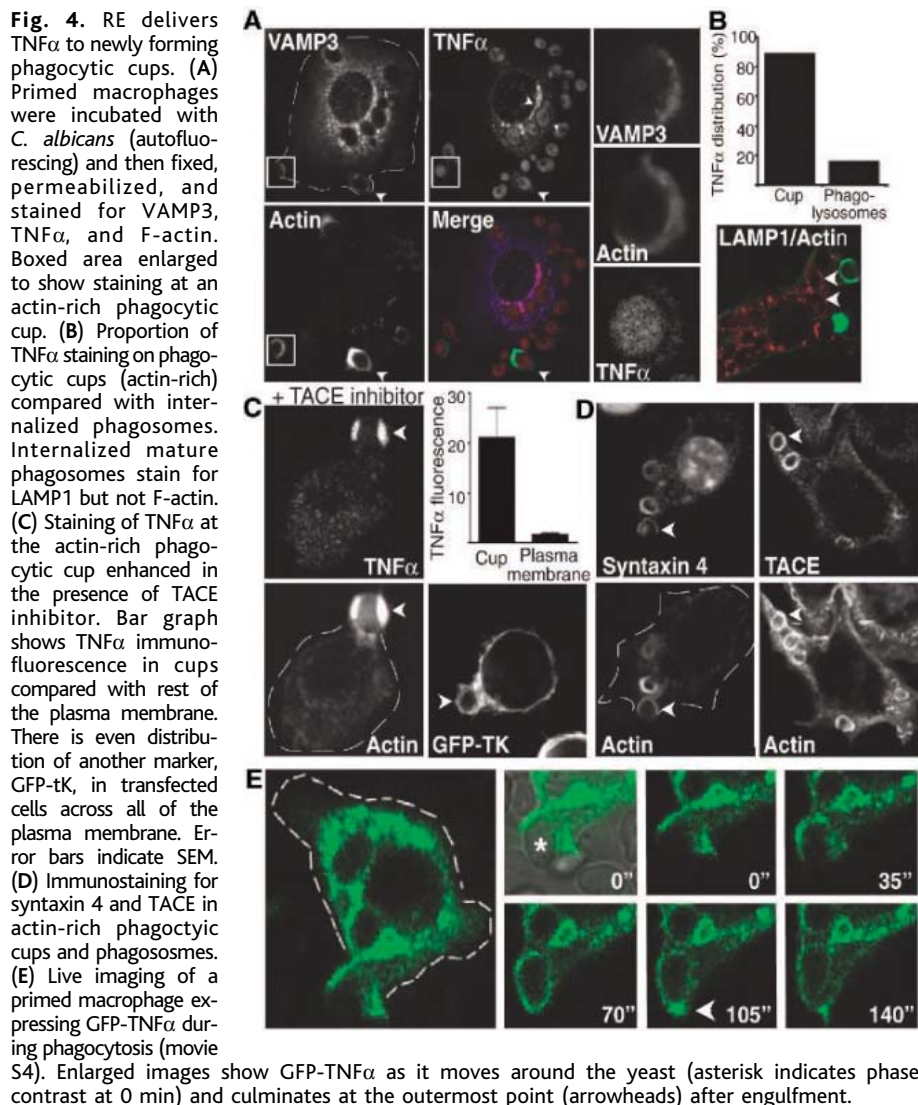 Fig. 4. RE delivers
TNFα to newly forming
phagocytic cups. (A)
Primed macrophages
were incubated with
C. albicans (autofluo-
rescing) and then fixed,
permeabilized, and
stained for VAMP3,
TNFα, and F-actin.
Boxed area enlarged
to show staining at an
actin-rich phagocytic
cup. (B) Proportion of
TNFα staining on phago-
cytic cups (actin-rich)
compared with inter-
nalized phagosomes.
Internalized mature
phagosomes stain for
LAMP1 but not F-actin.
(C) Staining of TNFα at
the actin-rich phago-
cytic cup enhanced in
the presence of TACE
inhibitor. Bar graph
shows TNFα immuno-
fluorescence in cups
compared with rest of
the plasma membrane.
There is even distribu-
tion of another marker,
GFP-tK, in transfected
cells across all of the
plasma membrane. Er-
ror bars indicate SEM.
(D) Immunostaining for
syntaxin 4 and TACE in
actin-rich phagoctyic
cups and phagososmes.
(E) Live imaging of a
primed macrophage ex-
pressing GFP-TNFα dur-
ing phagocytosis (movie
S4). Enlarged images show GFP-TNFα as it moves around the yeast (asterisk indicates phase
contrast at 0 min) and culminates at the outermost point (arrowheads) after engulfment.
A
VAMP3
TNFα
VAMP3
Actin
Merge
Actin
TNFα
B
TNFα distribution (%)
100
80
60
40
20
Cup
Phago-
lysosomes
LAMP1/Actin
C
+ TACE inhibitor
TNFα
TNFα fluorescence
30
20
10
Cup
Plasma
membrane
Actin
GFP-TK
D
Syntaxin 4
TACE
Actin
Actin
E
*
0”
0”
35”
70”
105”
140”